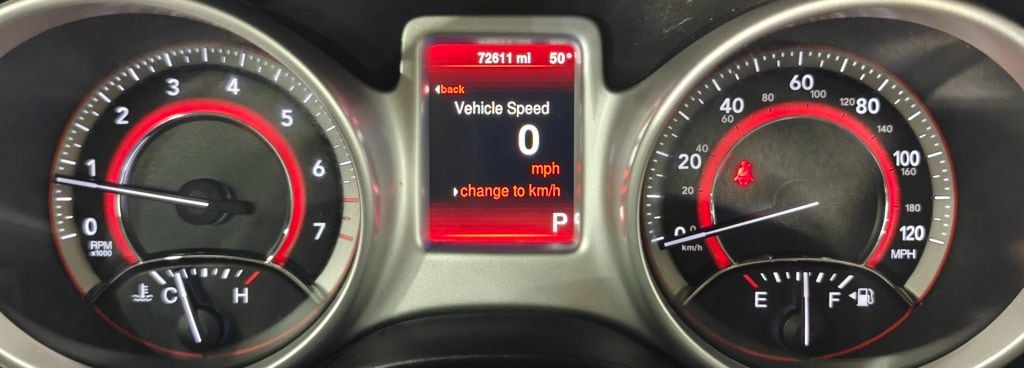 0
1
2
3
4
5
6
7
RPM
x1000
C
H
72611 mi 50°
back
Vehicle Speed
0
mph
change to km/h
P
0
20
40
60
80
100
120
MPH
km/h
20
40
60
80
100
120
140
160
180
E
F